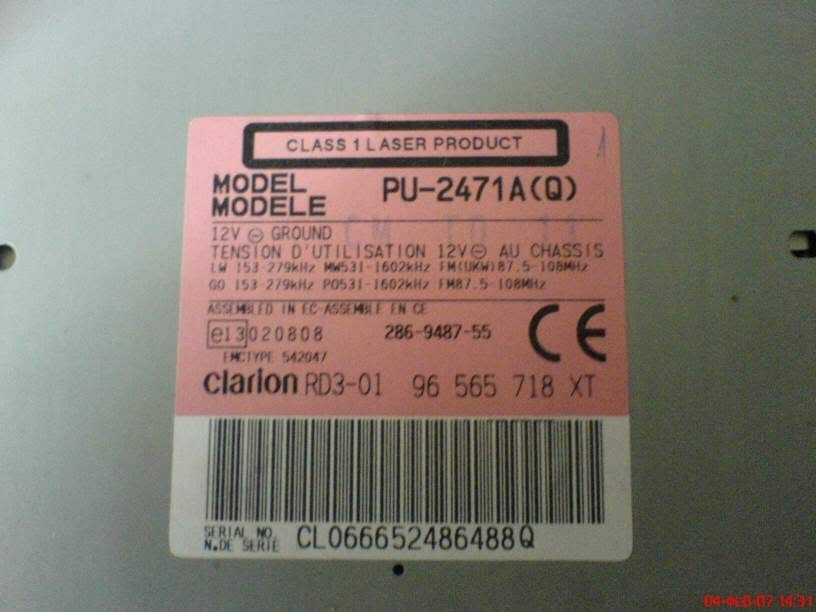 CLASS 1 LASER PRODUCT
MODEL
MODELE
PU-2471A(Q)
12V ⊖ GROUND
TENSION D'UTILISATION 12V⊖ AU CHASSIS
LW 153-279kHz MW531-1602kHz FM(UKW)87.5-108MHz
GO 153-279kHz PO531-1602kHz FM87.5-108MHz
ASSEMBLED IN EC-ASSEMBLE EN CE
e13 020808 286-9487-55 CE
EMCTYPE 542047
clarion RD3-01 96 565 718 XT
SERIAL NO.
N.DE SERIE
CL066652486488Q